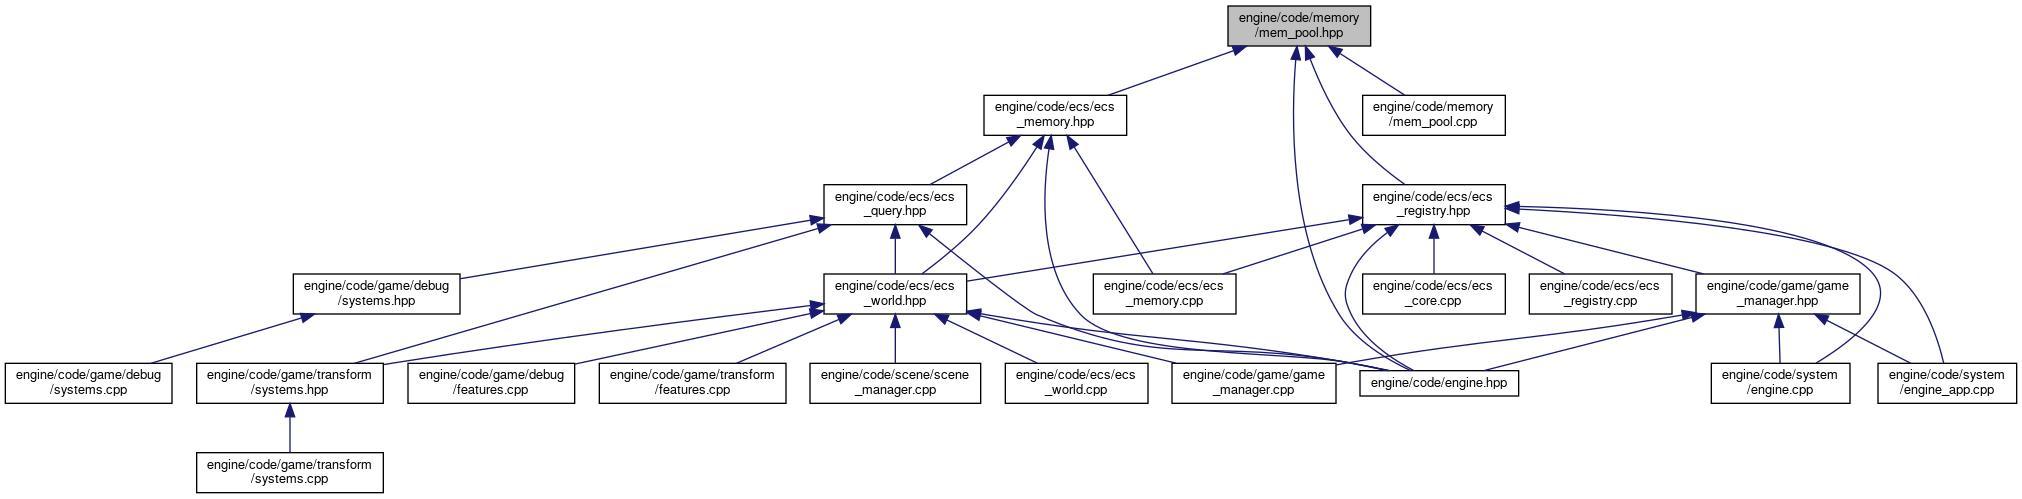 engine/code/memory
/mem_pool.hpp
engine/code/ecs/ecs
_memory.hpp
engine/code/memory
/mem_pool.cpp
engine/code/ecs/ecs
_query.hpp
engine/code/ecs/ecs
_registry.hpp
engine/code/game/debug
/systems.hpp
engine/code/ecs/ecs
_world.hpp
engine/code/ecs/ecs
_memory.cpp
engine/code/ecs/ecs
_core.cpp
engine/code/ecs/ecs
_registry.cpp
engine/code/game/game
_manager.hpp
engine/code/game/debug
/systems.cpp
engine/code/game/transform
/systems.hpp
engine/code/game/debug
/features.cpp
engine/code/game/transform
/features.cpp
engine/code/scene/scene
_manager.cpp
engine/code/ecs/ecs
_world.cpp
engine/code/game/game
_manager.cpp
engine/code/engine.hpp
engine/code/system
/engine.cpp
engine/code/system
/engine_app.cpp
engine/code/game/transform
/systems.cpp